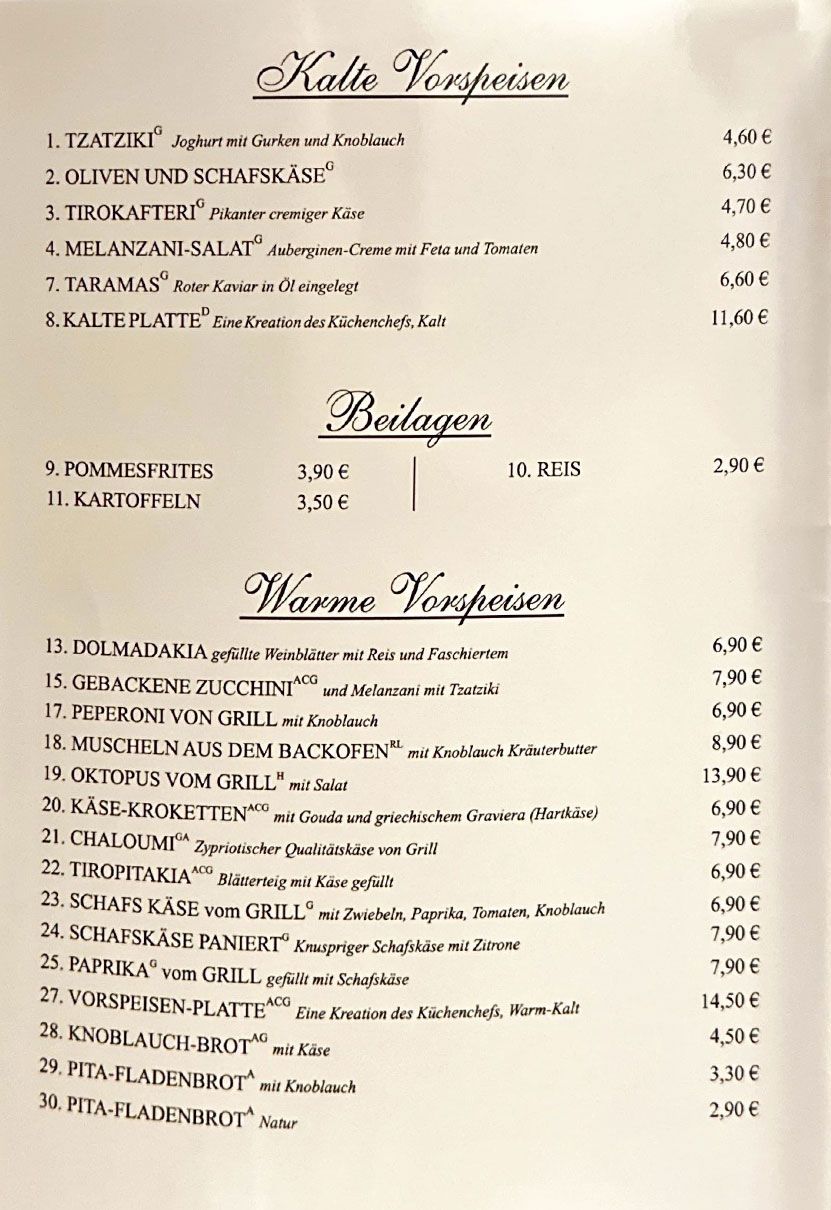 Kalte Vorspeisen
1. TZATZIKI^G Joghurt mit Gurken und Knoblauch 4,60 €
2. OLIVEN UND SCHAFSKÄSE^G 6,30 €
3. TIROKAFTERI^G Pikanter cremiger Käse 4,70 €
4. MELANZANI-SALAT^G Auberginen-Creme mit Feta und Tomaten 4,80 €
7. TARAMAS^G Roter Kaviar in Öl eingelegt 6,60 €
8. KALTE PLATTE^D Eine Kreation des Küchenchefs, Kalt 11,60 €
Beilagen
9. POMMESFRITES 3,90 € 10. REIS 2,90 €
11. KARTOFFELN 3,50 €
Warme Vorspeisen
13. DOLMADAKIA gefüllte Weinblätter mit Reis und Faschiertem 6,90 €
15. GEBACKENE ZUCCHINI^ACG und Melanzani mit Tzatziki 7,90 €
17. PEPERONI VON GRILL mit Knoblauch 6,90 €
18. MUSCHELN AUS DEM BACKOFEN^RL mit Knoblauch Kräuterbutter 8,90 €
19. OKTOPUS VOM GRILL^H mit Salat 13,90 €
20. KÄSE-KROKETTEN^ACG mit Gouda und griechischem Graviera (Hartkäse) 6,90 €
21. CHALOUMI^GA Zypriotischer Qualitätskäse von Grill 7,90 €
22. TIROPITAKIA^ACG Blätterteig mit Käse gefüllt 6,90 €
23. SCHAFS KÄSE vom GRILL^G mit Zwiebeln, Paprika, Tomaten, Knoblauch 6,90 €
24. SCHAFSKÄSE PANIERT^G Knuspriger Schafskäse mit Zitrone 7,90 €
25. PAPRIKA^G vom GRILL gefüllt mit Schafskäse 7,90 €
27. VORSPEISEN-PLATTE^ACG Eine Kreation des Küchenchefs, Warm-Kalt 14,50 €
28. KNOBLAUCH-BROT^AG mit Käse 4,50 €
29. PITA-FLADENBROT^A mit Knoblauch 3,30 €
30. PITA-FLADENBROT^A Natur 2,90 €